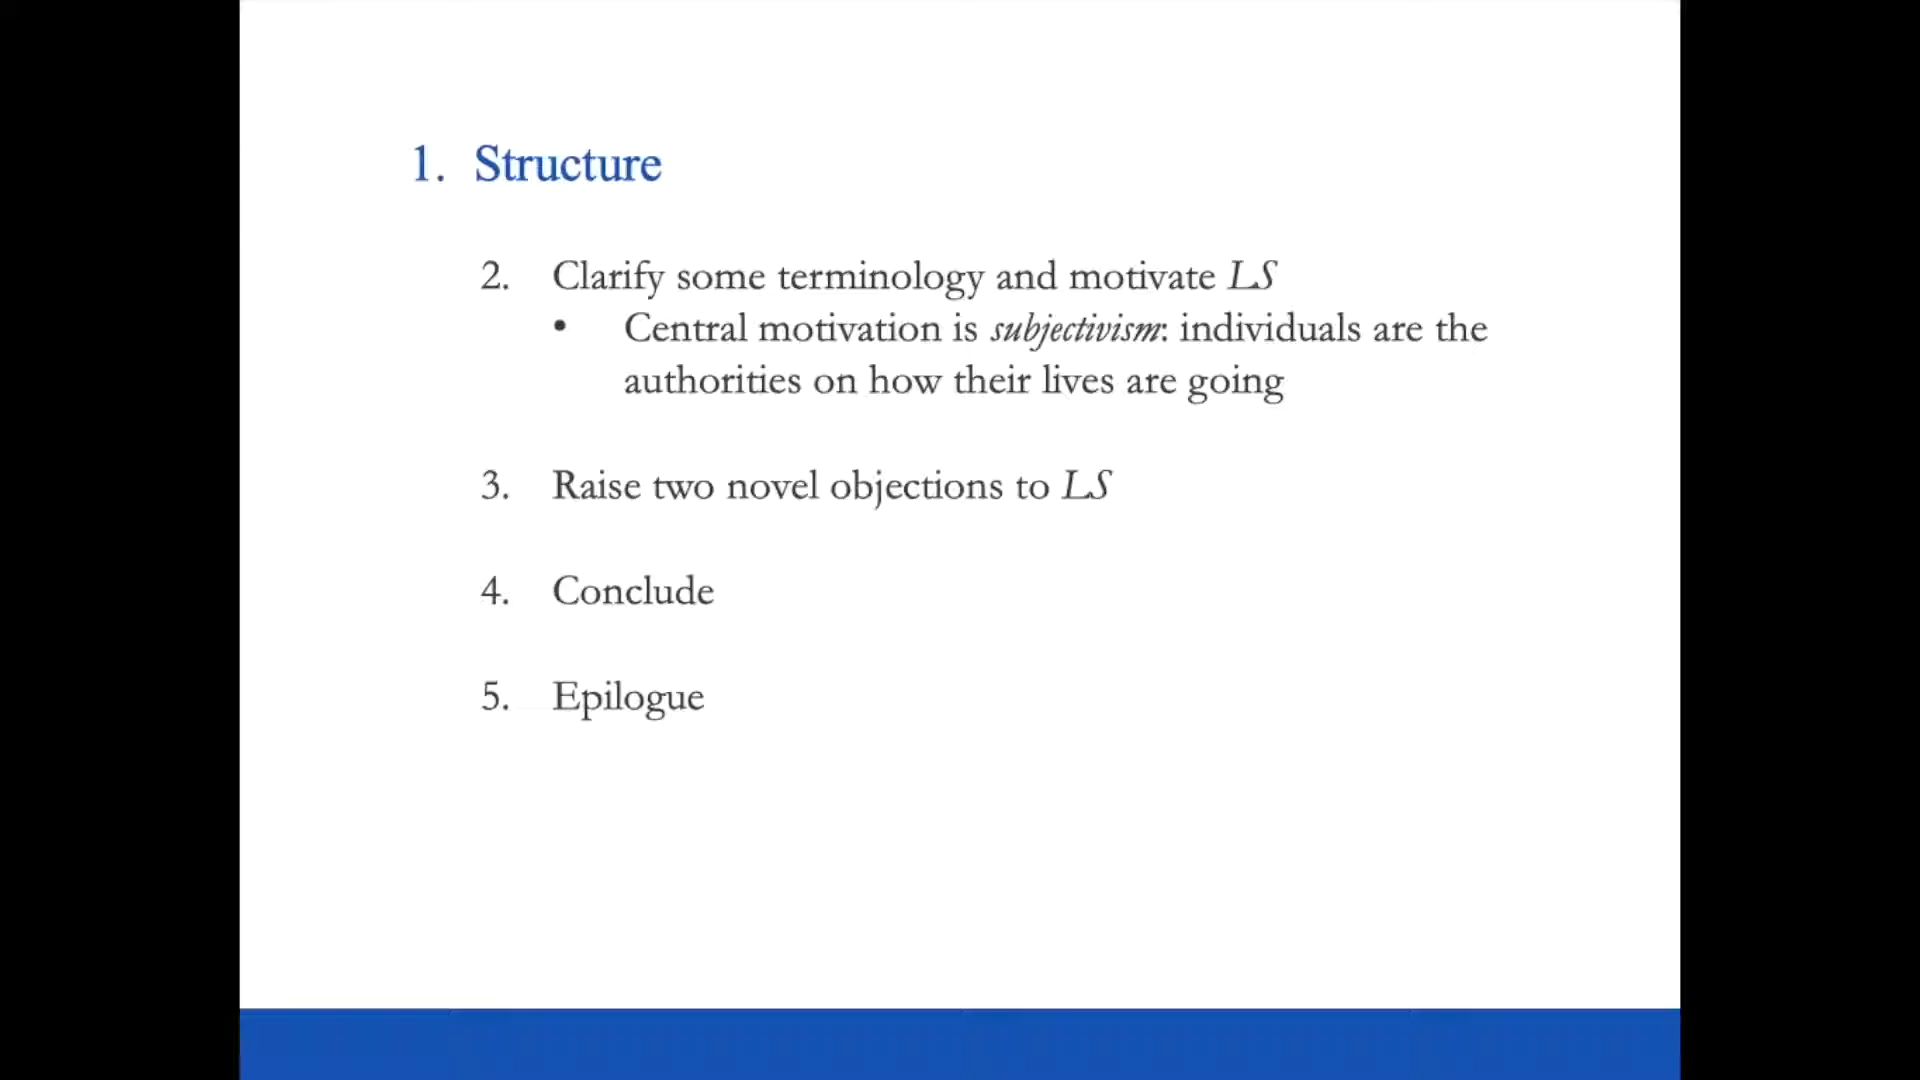 1. Structure
2. Clarify some terminology and motivate LS
• Central motivation is subjectivism: individuals are the
authorities on how their lives are going
3. Raise two novel objections to LS
4. Conclude
5. Epilogue